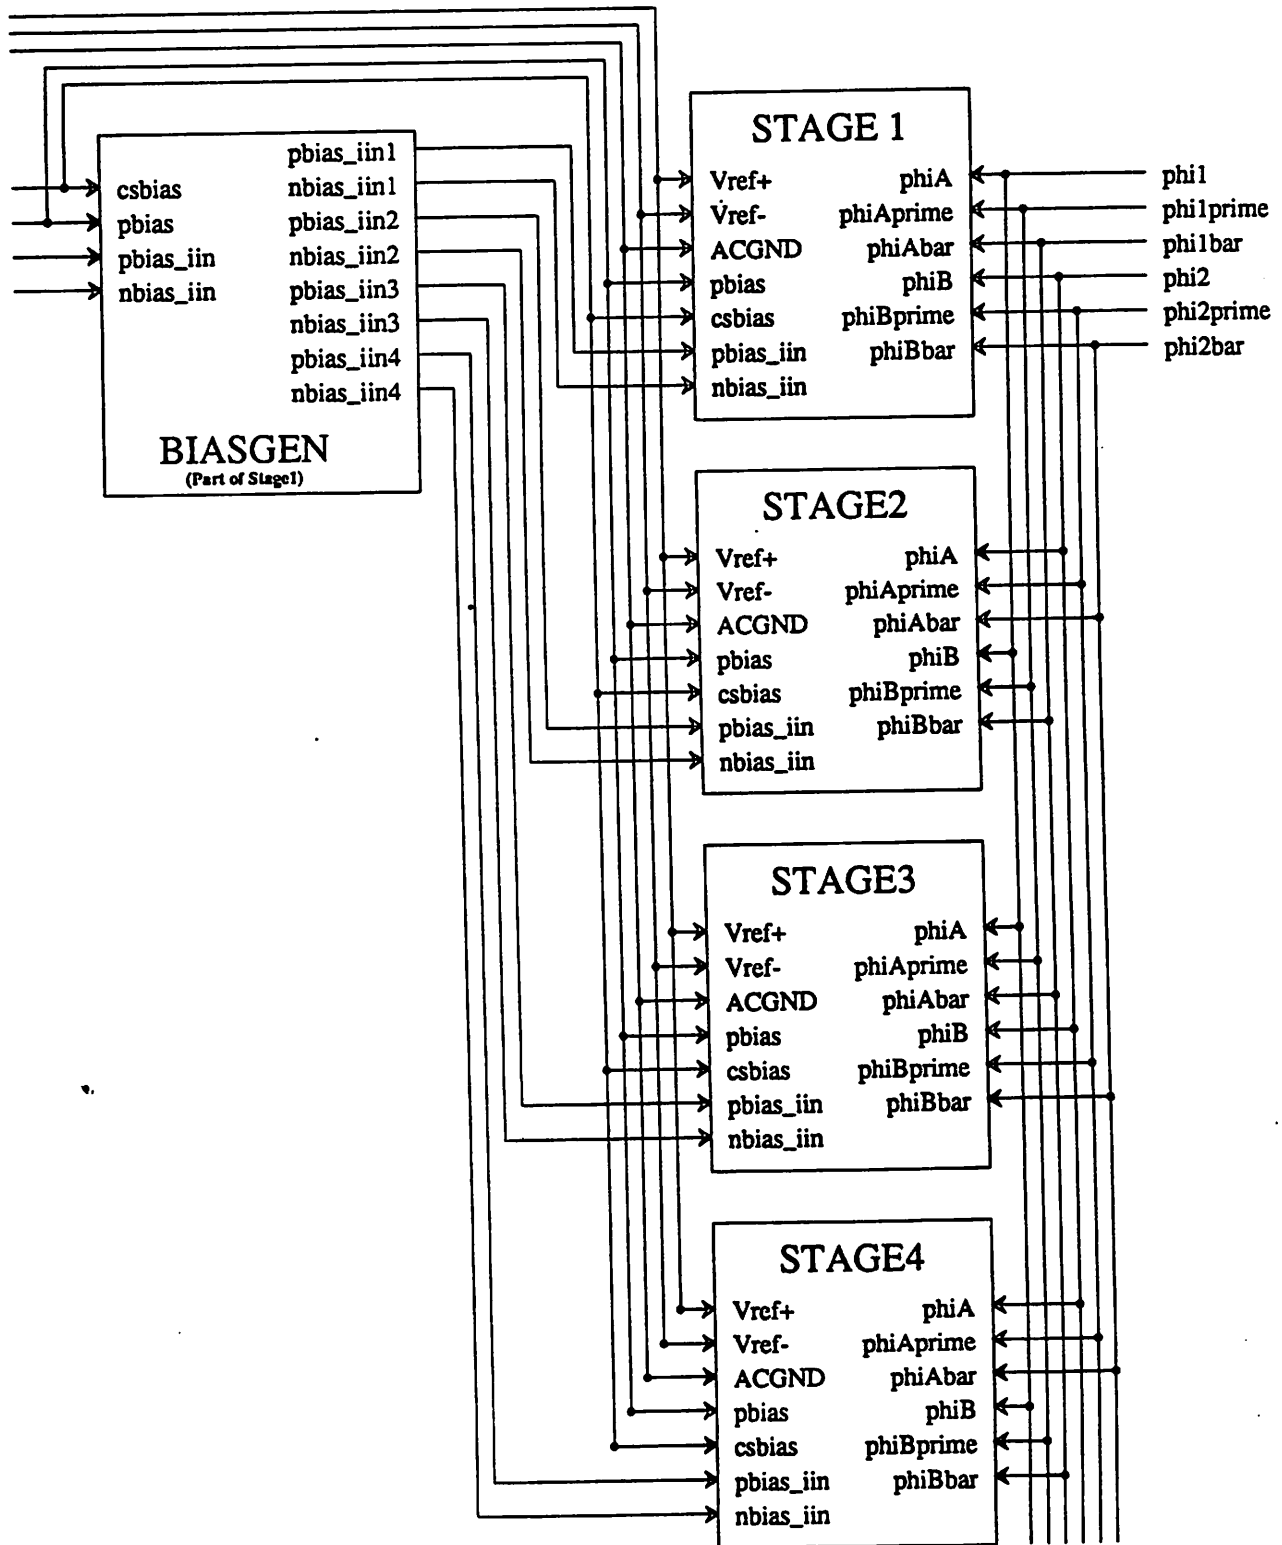 STAGE 1
pbias_iin1
csbias
nbias_iin1
pbias
pbias_iin2
pbias_iin
nbias_iin2
nbias_iin
pbias_iin3
nbias_iin3
pbias_iin4
nbias_iin4
BIASGEN
(Part of Stage1)
Vref+ phiA
Vref- phiAprime
ACGND phiAbar
pbias phiB
csbias phiBprime
pbias_iin phiBbar
nbias_iin
phi1
phi1prime
phi1bar
phi2
phi2prime
phi2bar
STAGE2
Vref+ phiA
Vref- phiAprime
ACGND phiAbar
pbias phiB
csbias phiBprime
pbias_iin phiBbar
nbias_iin
STAGE3
Vref+ phiA
Vref- phiAprime
ACGND phiAbar
pbias phiB
csbias phiBprime
pbias_iin phiBbar
nbias_iin
STAGE4
Vref+ phiA
Vref- phiAprime
ACGND phiAbar
pbias phiB
csbias phiBprime
pbias_iin phiBbar
nbias_iin